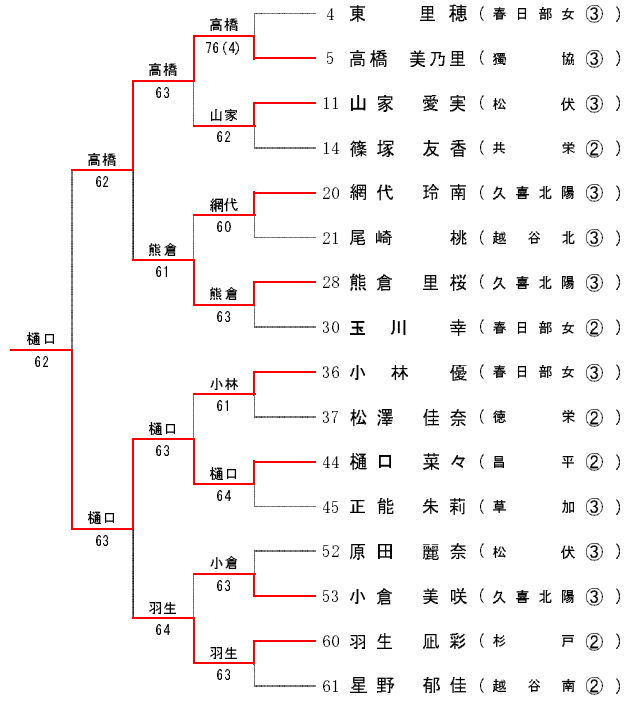 4 東 里穂 (春日部女 ③)
高橋
76(4)
5 高橋 美乃里 (獨協 ③)
高橋
63
11 山家 愛実 (松伏 ③)
山家
62
14 篠塚 友香 (共栄 ②)
高橋
62
20 網代 玲南 (久喜北陽 ③)
網代
60
21 尾崎 桃 (越谷北 ③)
熊倉
61
28 熊倉 里桜 (久喜北陽 ③)
熊倉
63
30 玉川 幸 (春日部女 ②)
樋口
62
36 小林 優 (春日部女 ③)
小林
61
37 松澤 佳奈 (徳栄 ②)
樋口
63
44 樋口 菜々 (昌平 ②)
樋口
64
45 正能 朱莉 (草加 ③)
樋口
63
52 原田 麗奈 (松伏 ③)
小倉
63
53 小倉 美咲 (久喜北陽 ③)
羽生
64
60 羽生 凪彩 (杉戸 ②)
羽生
63
61 星野 郁佳 (越谷南 ②)